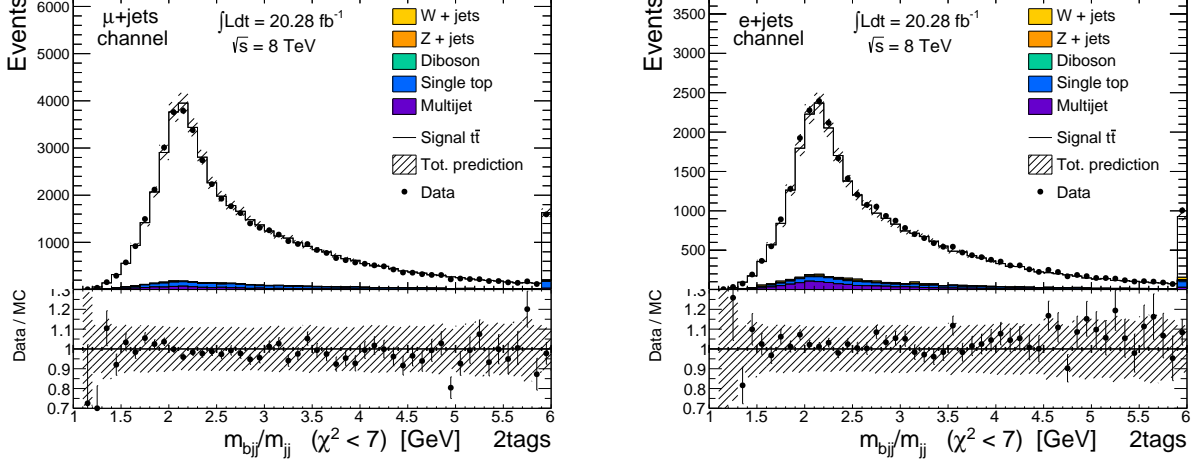 Events
μ+jets
channel
∫Ldt = 20.28 fb⁻¹
√s = 8 TeV
W + jets
Z + jets
Diboson
Single top
Multijet
Signal tt̄
Tot. prediction
Data
6000
5000
4000
3000
2000
1000
Data / MC
1.3
1.2
1.1
1
0.9
0.8
0.7
1 1.5 2 2.5 3 3.5 4 4.5 5 5.5 6
m_bjj/m_jj (χ² < 7) [GeV] 2tags
Events
e+jets
channel
∫Ldt = 20.28 fb⁻¹
√s = 8 TeV
W + jets
Z + jets
Diboson
Single top
Multijet
Signal tt̄
Tot. prediction
Data
3500
3000
2500
2000
1500
1000
500
Data / MC
1.3
1.2
1.1
1
0.9
0.8
0.7
1 1.5 2 2.5 3 3.5 4 4.5 5 5.5 6
m_bjj/m_jj (χ² < 7) [GeV] 2tags